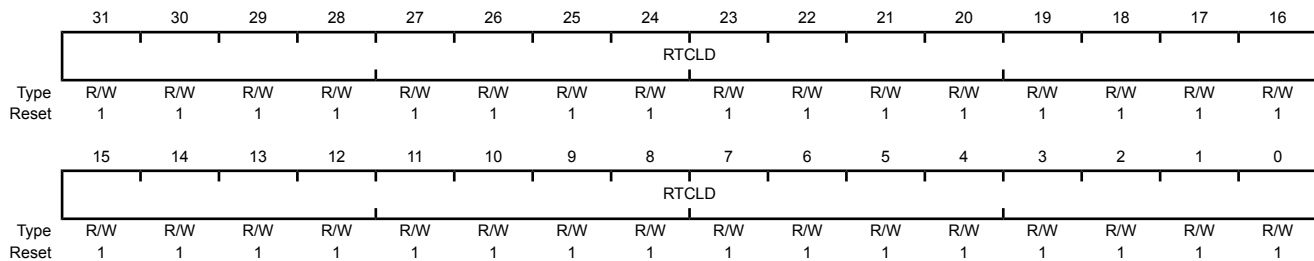 31 30 29 28 27 26 25 24 23 22 21 20 19 18 17 16
RTCLD
Type R/W R/W R/W R/W R/W R/W R/W R/W R/W R/W R/W R/W R/W R/W R/W R/W
Reset 1 1 1 1 1 1 1 1 1 1 1 1 1 1 1 1
15 14 13 12 11 10 9 8 7 6 5 4 3 2 1 0
RTCLD
Type R/W R/W R/W R/W R/W R/W R/W R/W R/W R/W R/W R/W R/W R/W R/W R/W
Reset 1 1 1 1 1 1 1 1 1 1 1 1 1 1 1 1